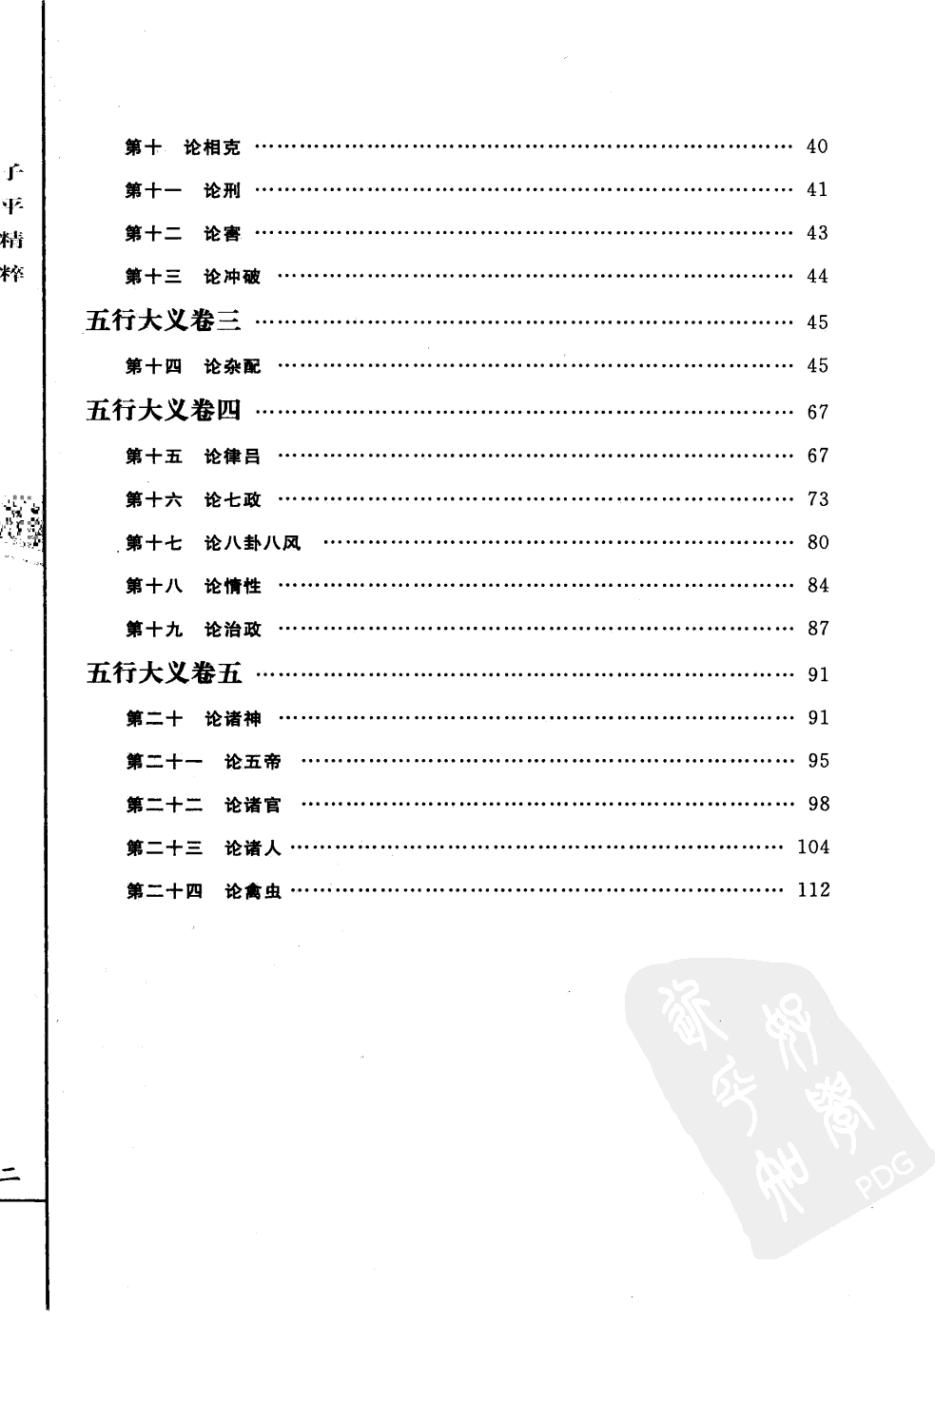 子平精粹
第十 论相克 …… 40
第十一 论刑 …… 41
第十二 论害 …… 43
第十三 论冲破 …… 44
五行大义卷三 …… 45
第十四 论杂配 …… 45
五行大义卷四 …… 67
第十五 论律吕 …… 67
第十六 论七政 …… 73
第十七 论八卦八风 …… 80
第十八 论情性 …… 84
第十九 论治政 …… 87
五行大义卷五 …… 91
第二十 论诸神 …… 91
第二十一 论五帝 …… 95
第二十二 论诸官 …… 98
第二十三 论诸人 …… 104
第二十四 论禽虫 …… 112
二
PDG